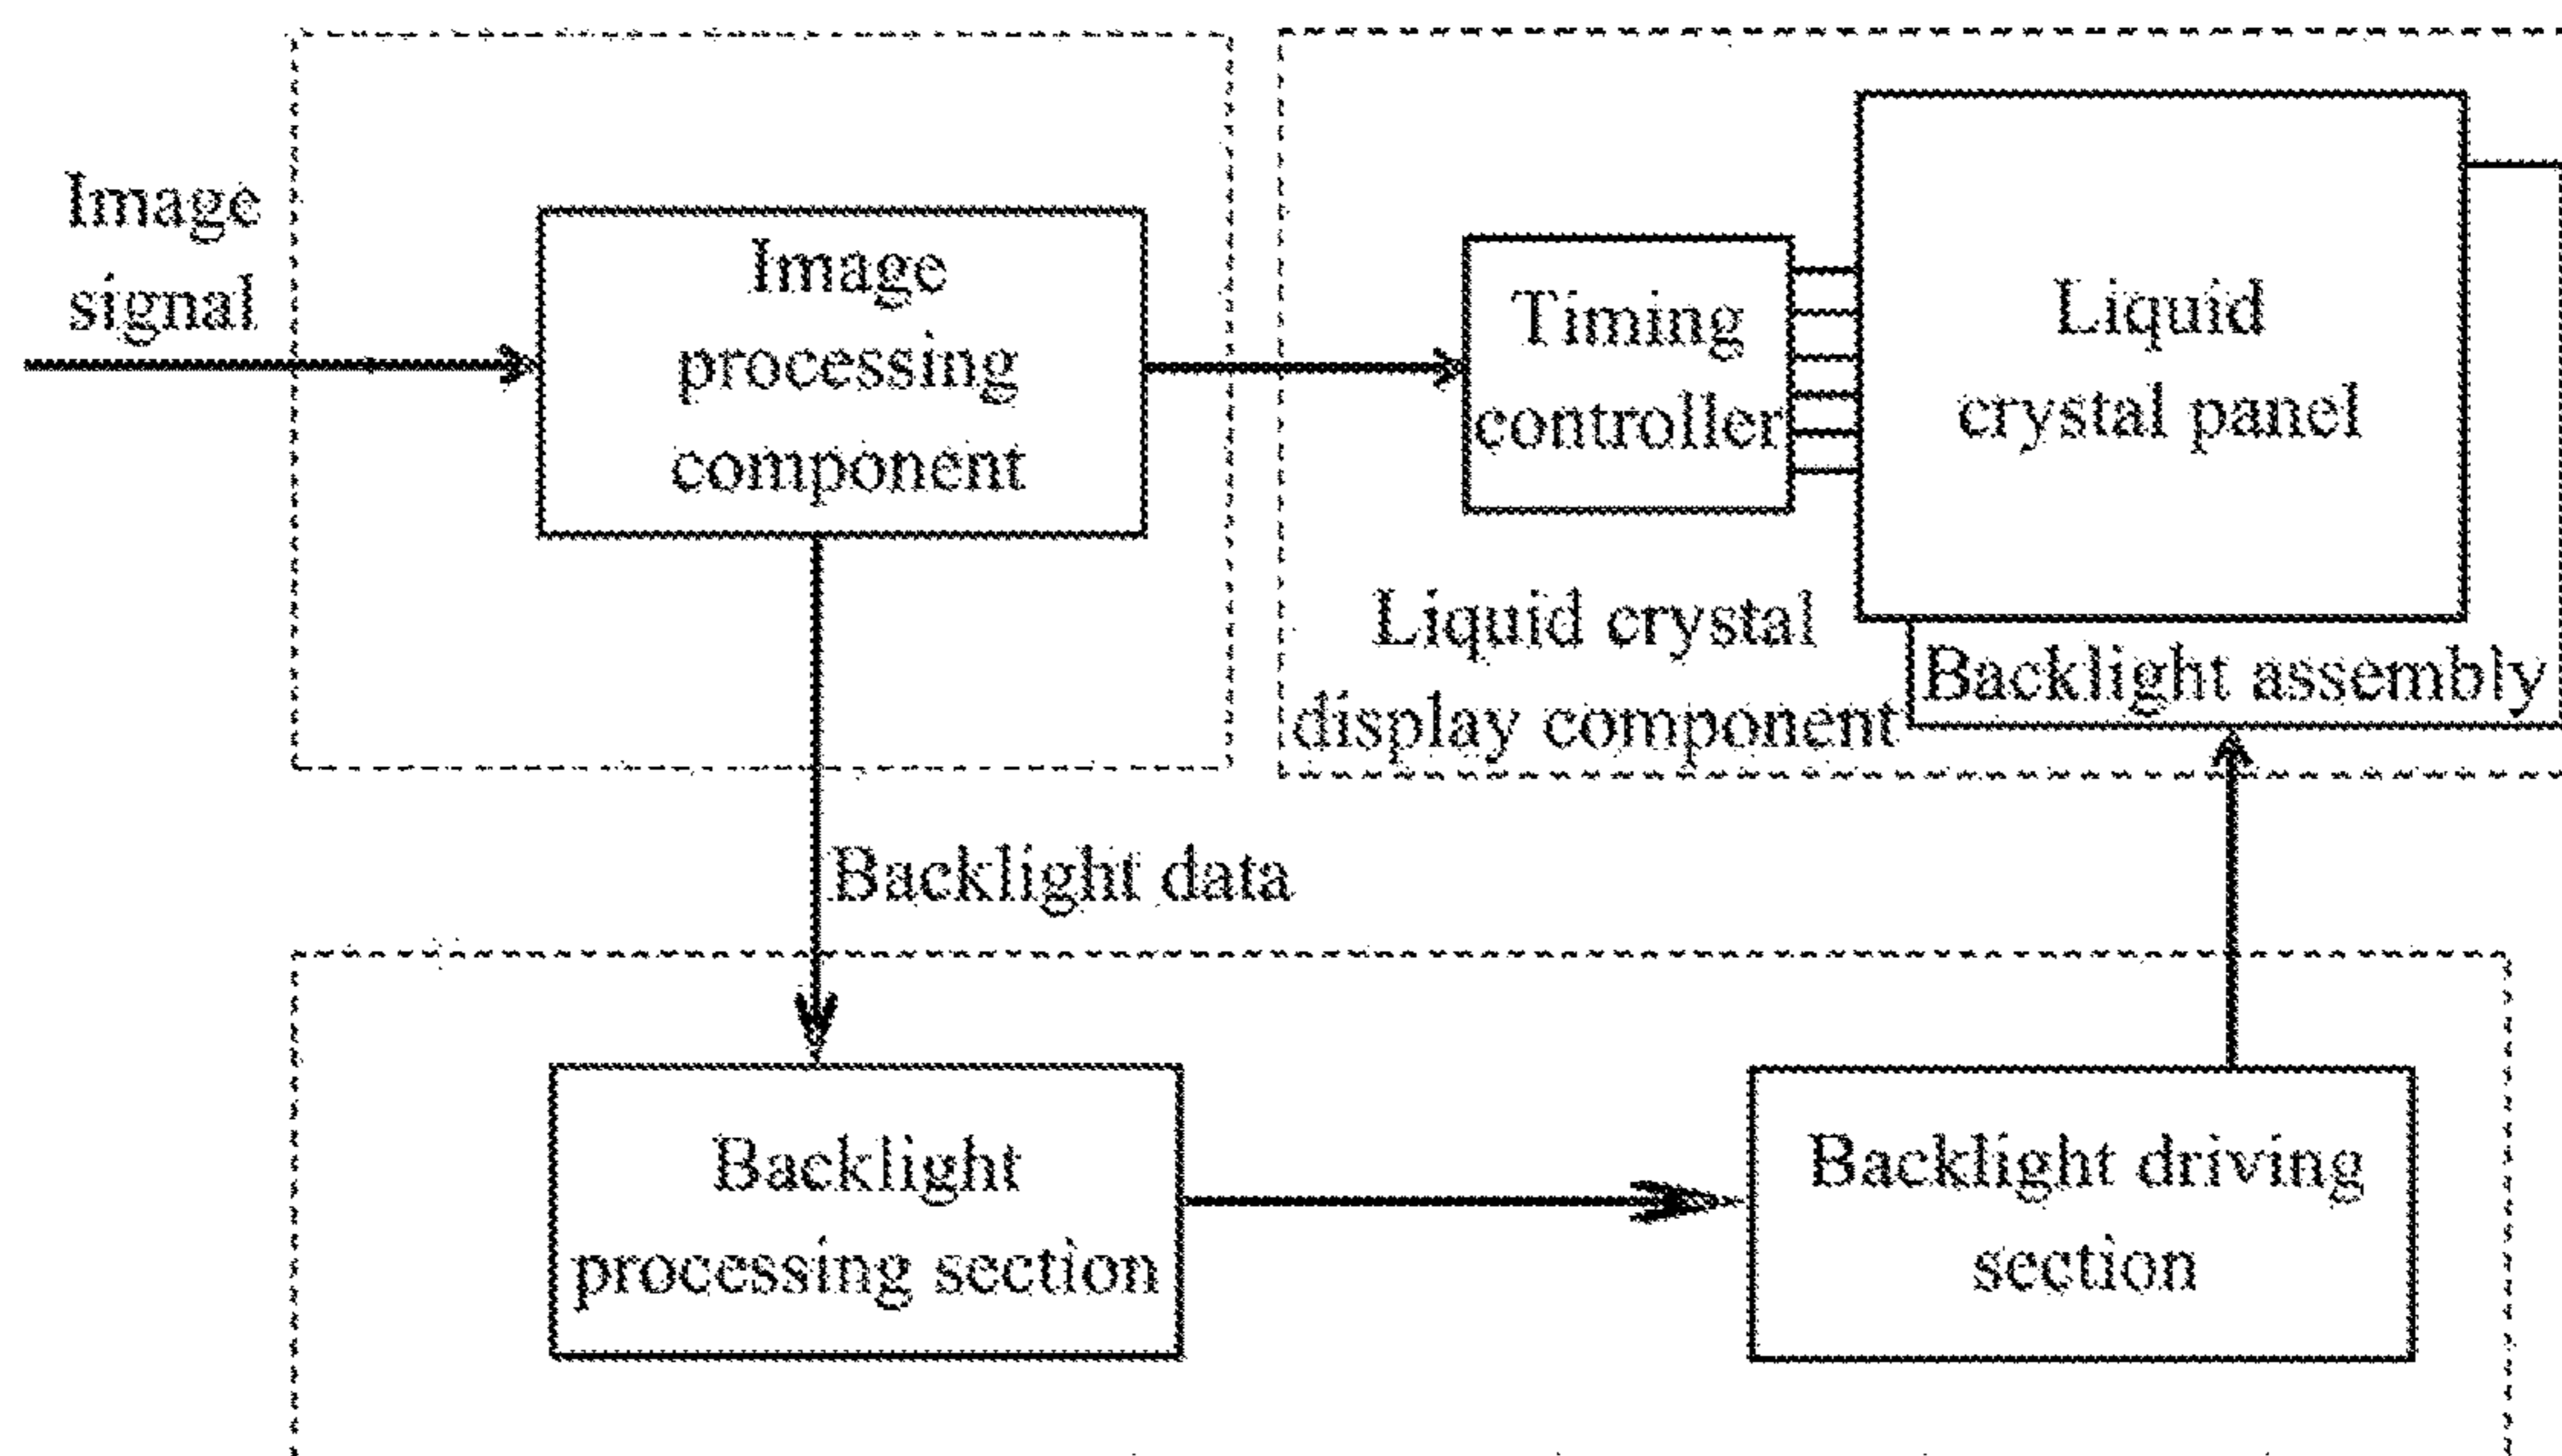 Image
signal
Image
processing
component
Timing
controller
Liquid
crystal panel
Liquid crystal
display component
Backlight assembly
Backlight data
Backlight
processing section
Backlight driving
section